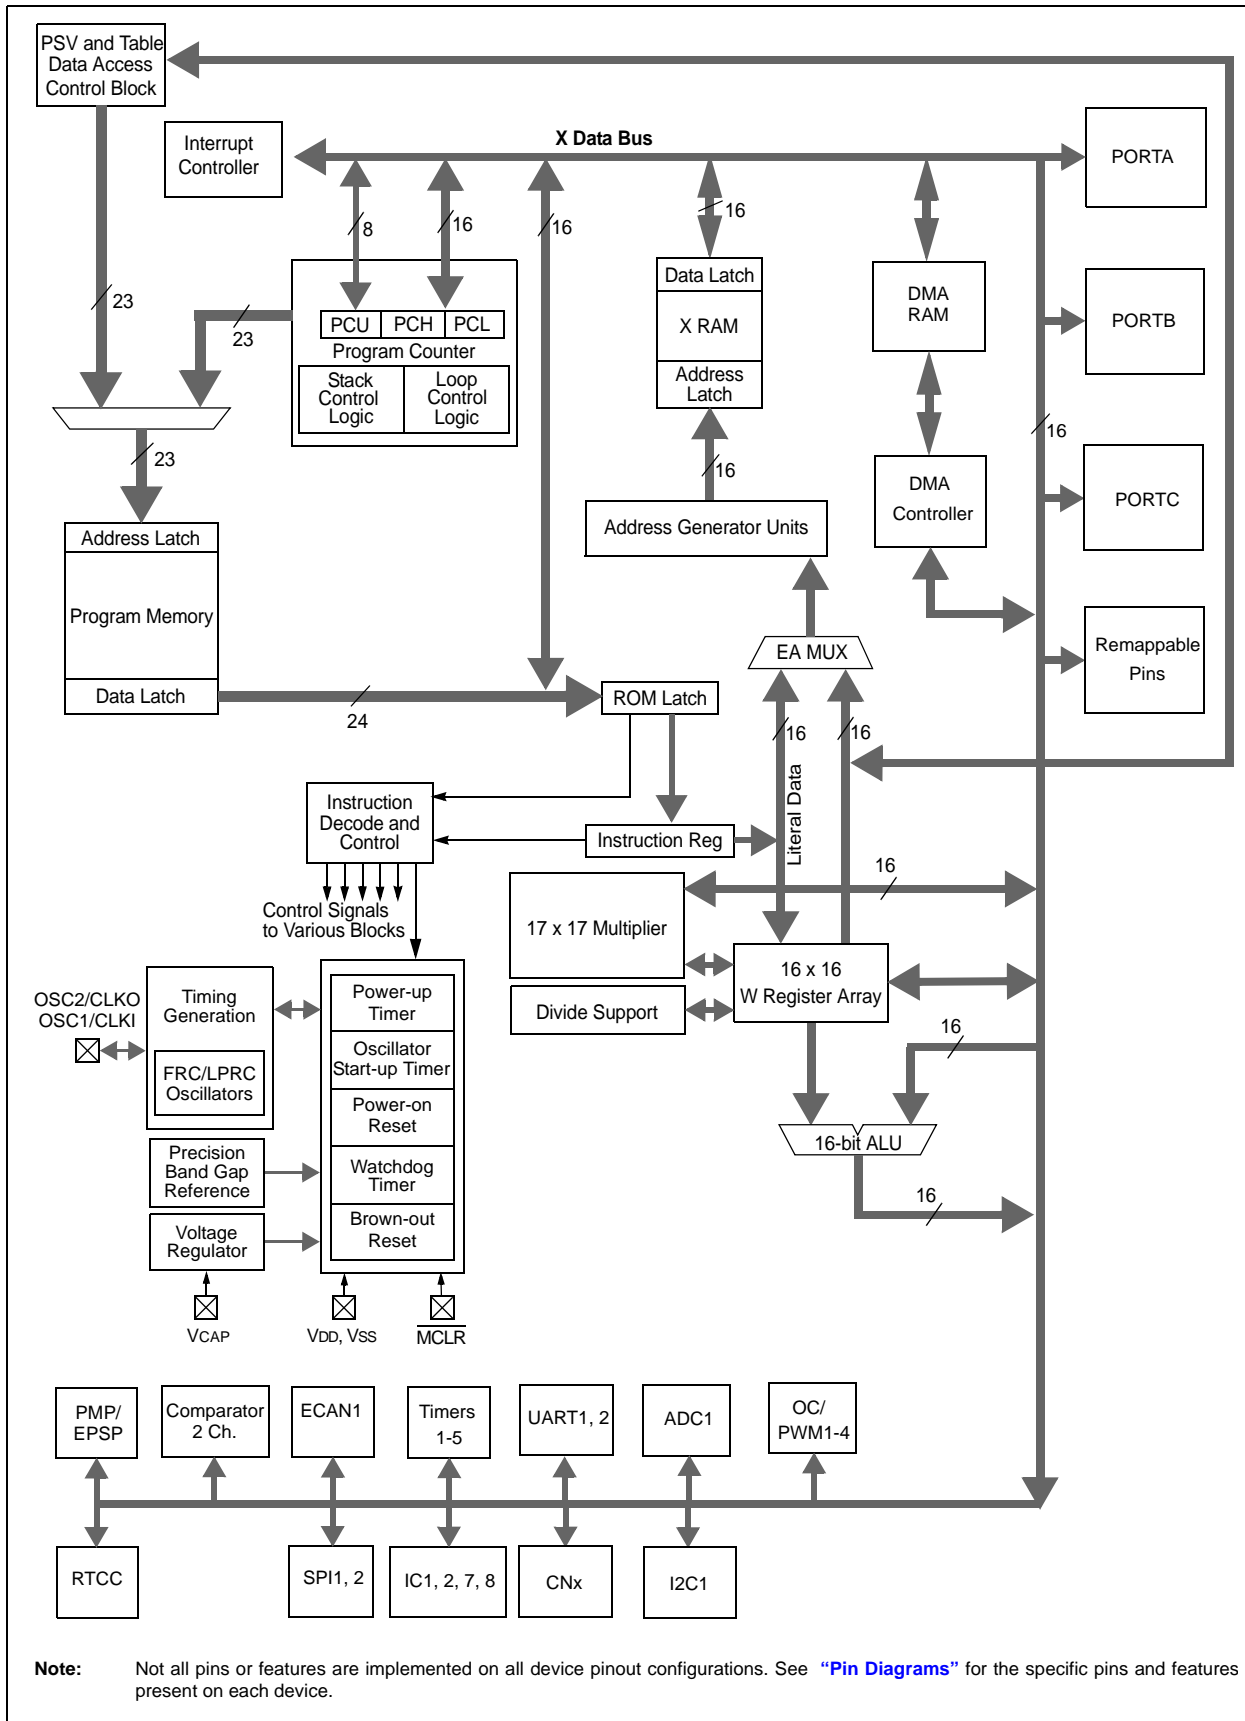 PSV and Table
Data Access
Control Block
Interrupt
Controller
X Data Bus
PORTA
8
16
16
16
23
23
PCU
PCH
PCL
Program Counter
Stack
Control
Logic
Loop
Control
Logic
Data Latch
X RAM
Address
Latch
DMA
RAM
PORTB
16
23
16
DMA
Controller
PORTC
Address Latch
Program Memory
Data Latch
Address Generator Units
EA MUX
Remappable
Pins
24
ROM Latch
16
16
Literal Data
Instruction
Decode and
Control
Instruction Reg
16
Control Signals
to Various Blocks
17 x 17 Multiplier
16 x 16
W Register Array
Divide Support
OSC2/CLKO
OSC1/CLKI
Timing
Generation
FRC/LPRC
Oscillators
Power-up
Timer
Oscillator
Start-up Timer
Power-on
Reset
Watchdog
Timer
Brown-out
Reset
16
16-bit ALU
16
Precision
Band Gap
Reference
Voltage
Regulator
VCAP
VDD, VSS
MCLR
PMP/
EPSP
Comparator
2 Ch.
ECAN1
Timers
1-5
UART1, 2
ADC1
OC/
PWM1-4
RTCC
SPI1, 2
IC1, 2, 7, 8
CNx
I2C1
Note: Not all pins or features are implemented on all device pinout configurations. See “Pin Diagrams” for the specific pins and features
present on each device.